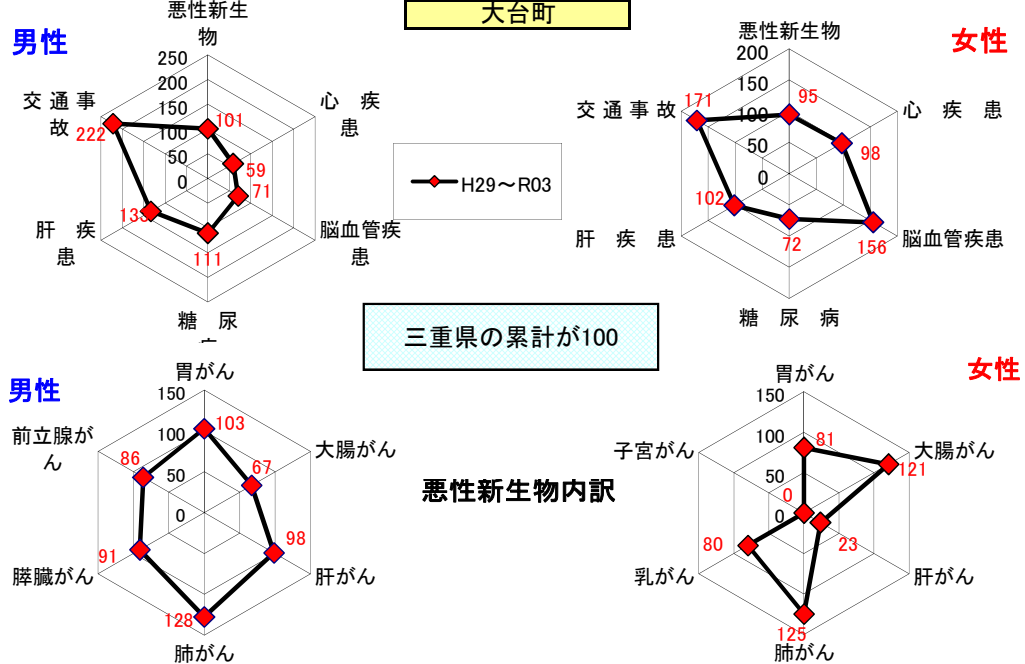 大台町
男性
悪性新生
物
250
200
150
100
50
0
心 疾
患
脳血管疾
患
糖 尿
肝 疾
患
交 通 事
故
101
59
71
111
133
222
H29～R03
女性
悪性新生物
200
150
100
50
0
心 疾 患
脳血管疾患
糖 尿 病
肝 疾 患
交 通 事 故
95
98
156
72
102
171
三重県の累計が100
男性
胃がん
150
100
50
0
大腸がん
肝がん
肺がん
膵臓がん
前立腺が
ん
103
67
98
128
91
86
悪性新生物内訳
女性
胃がん
150
100
50
0
大腸がん
肝がん
肺がん
乳がん
子宮がん
81
121
23
125
80
0